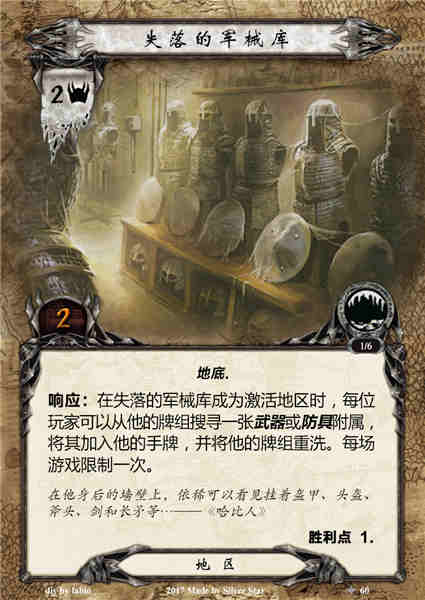 失落的军械库
2
2
1/6
地底.
响应：在失落的军械库成为激活地区时，每位
玩家可以从他的牌组搜寻一张武器或防具附属，
将其加入他的手牌，并将他的牌组重洗。每场
游戏限制一次。
在他身后的墙壁上，依稀可以看见挂着盔甲、头盔、
斧头、剑和长矛等……——《哈比人》
胜利点 1.
地区
diy by fabio
2017 Made by Silver Star
60